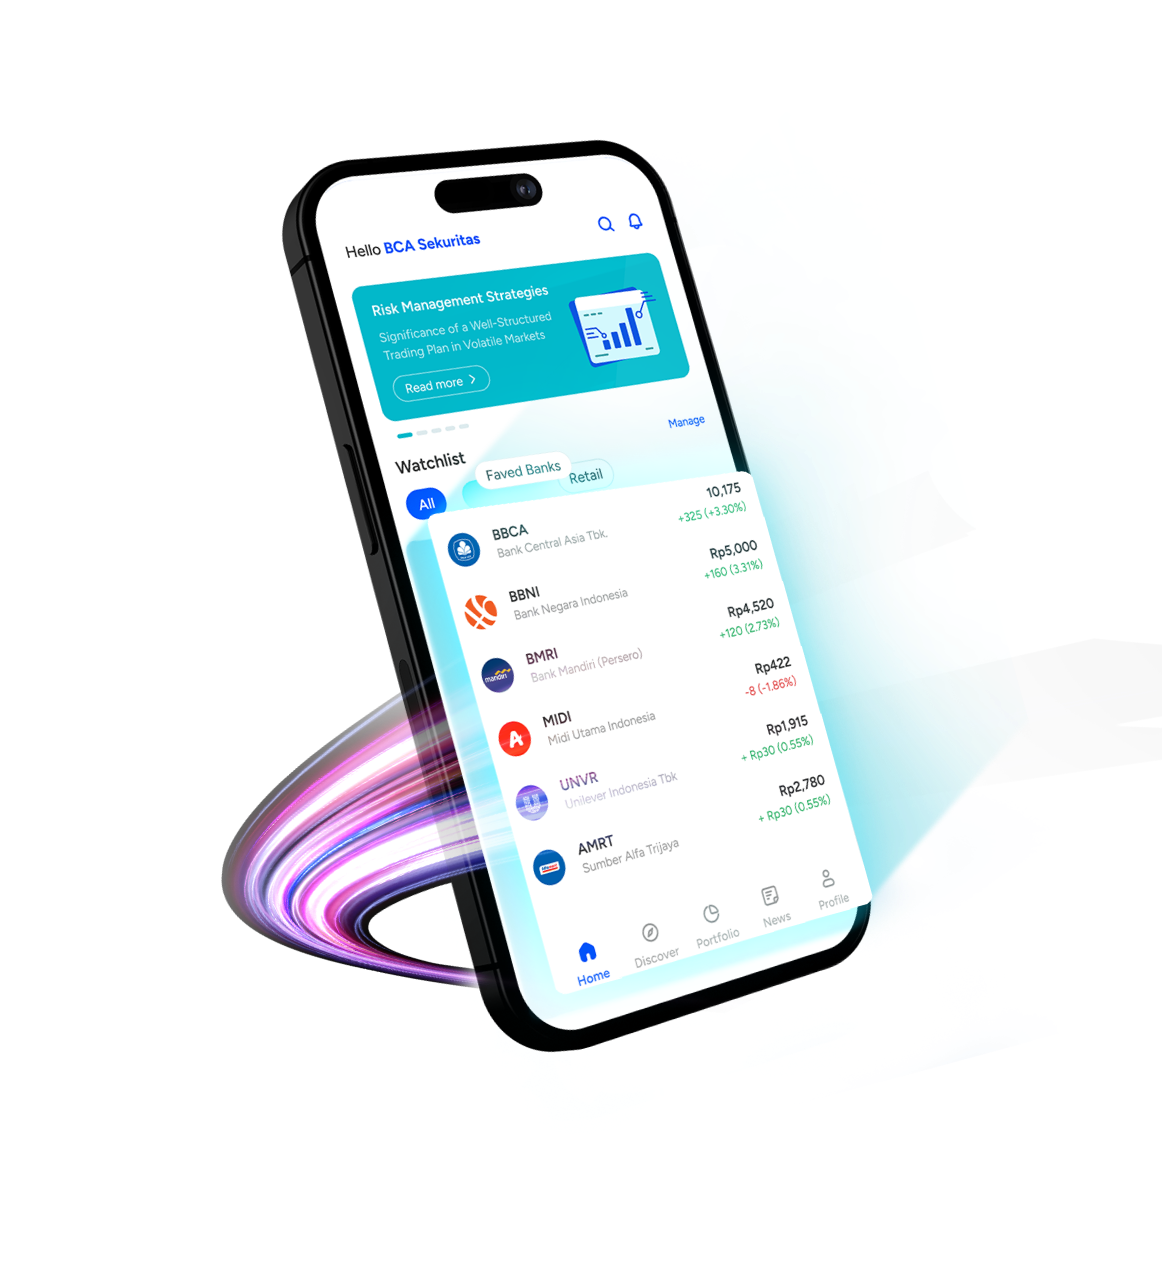 Hello BCA Sekuritas
Risk Management Strategies
Significance of a Well-Structured
Trading Plan in Volatile Markets
Read more
Manage
Watchlist
All
Faved Banks
Retail
BBCA
10,175
Bank Central Asia Tbk.
+325 (+3.30%)
BBNI
Rp5,000
Bank Negara Indonesia
+160 (3.31%)
BMRI
Rp4,520
Bank Mandiri (Persero)
+120 (2.73%)
mandiri
MIDI
Rp422
Midi Utama Indonesia
-8 (-1.86%)
UNVR
Rp1,915
Unilever Indonesia Tbk
+ Rp30 (0.55%)
AMRT
Rp2,780
Sumber Alfa Trijaya
+ Rp30 (0.55%)
Home
Discover
Portfolio
News
Profile